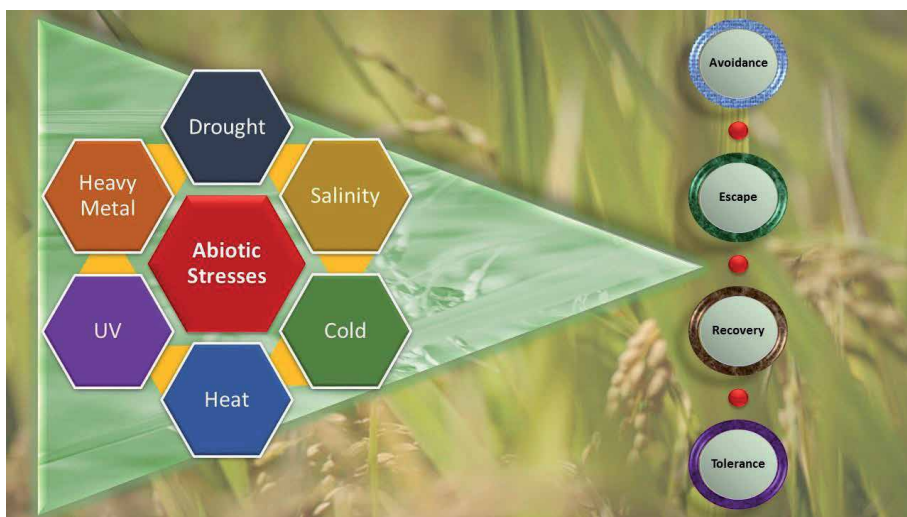 Drought
Heavy
Metal
Salinity
Abiotic
Stresses
UV
Cold
Heat
Avoidance
Escape
Recovery
Tolerance